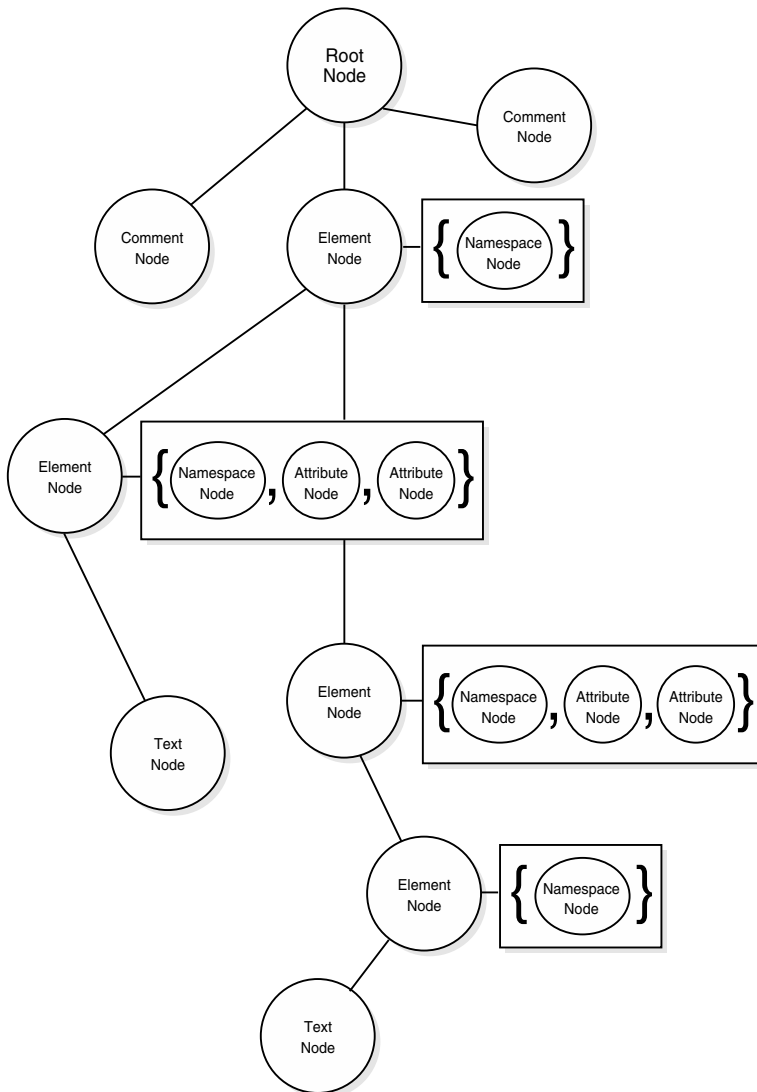 Root
Node
Comment
Node
Comment
Node
Element
Node
{ Namespace
Node }
Element
Node
{ Namespace
Node , Attribute
Node , Attribute
Node }
Element
Node
{ Namespace
Node , Attribute
Node , Attribute
Node }
Text
Node
Element
Node
{ Namespace
Node }
Text
Node